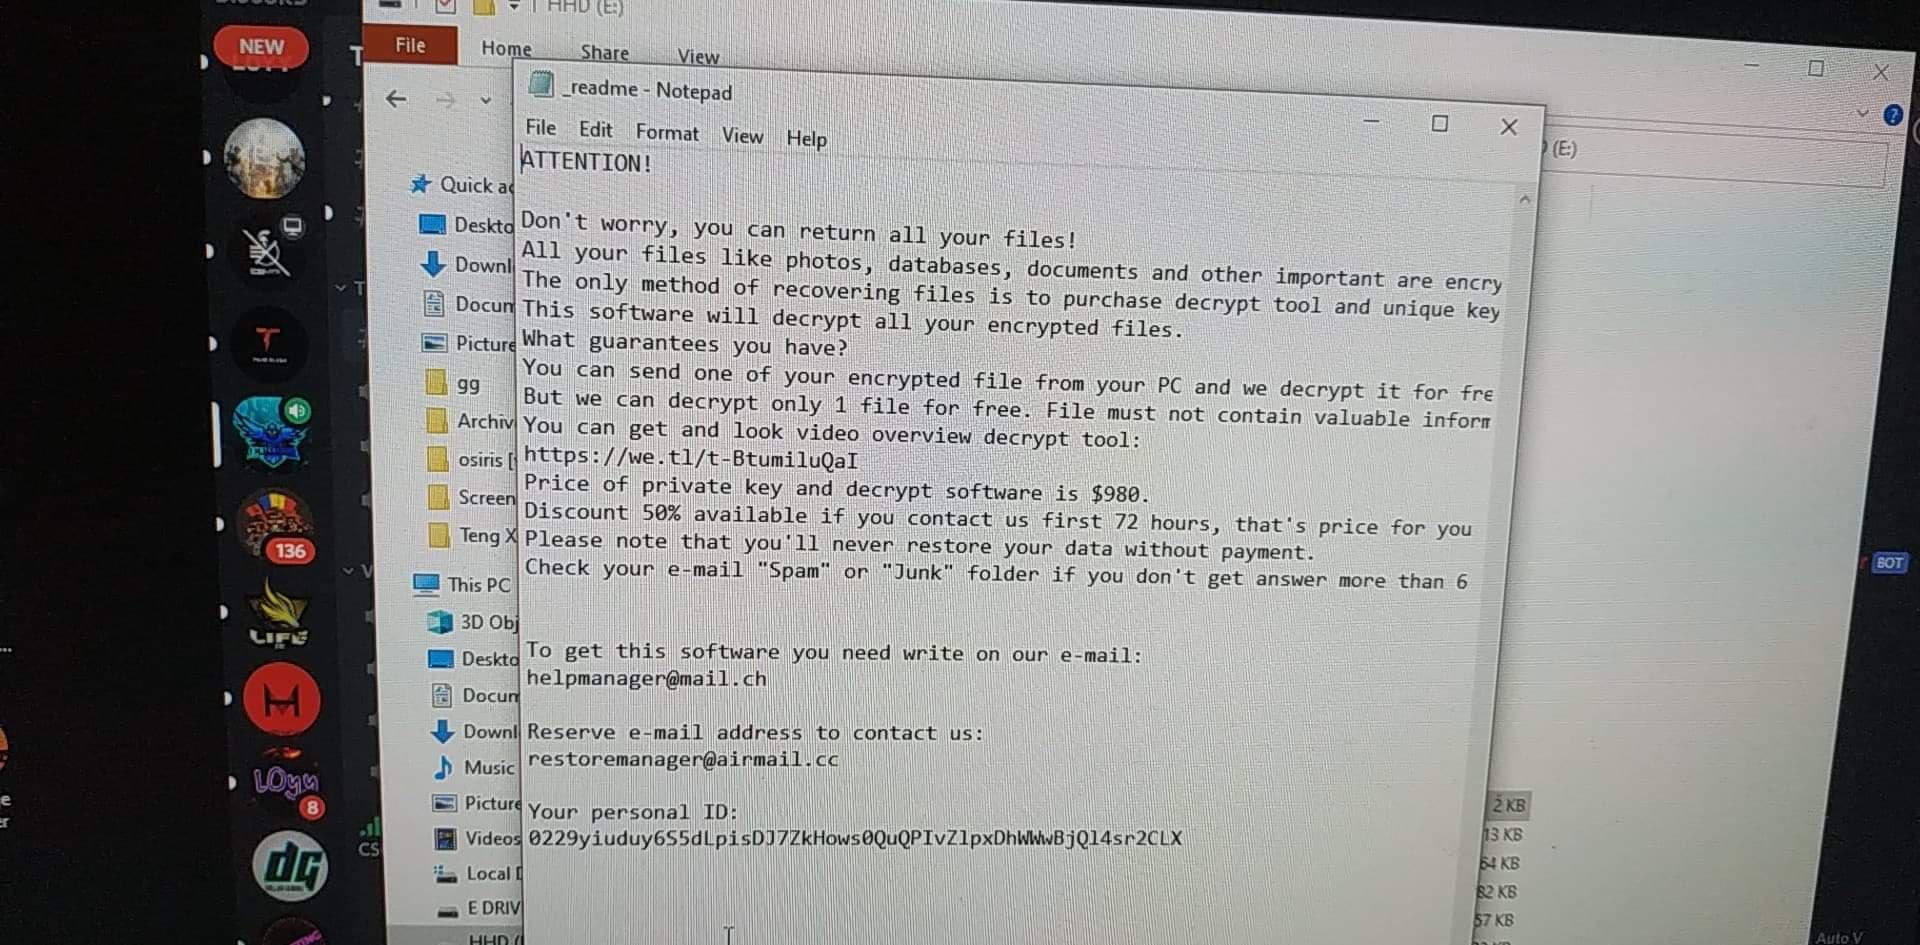 HHD (E:)
NEW
File Home Share View
_readme - Notepad
File Edit Format View Help
(E:)
ATTENTION!
Don't worry, you can return all your files!
All your files like photos, databases, documents and other important are encry
The only method of recovering files is to purchase decrypt tool and unique key
This software will decrypt all your encrypted files.
What guarantees you have?
You can send one of your encrypted file from your PC and we decrypt it for fre
But we can decrypt only 1 file for free. File must not contain valuable inform
You can get and look video overview decrypt tool:
https://we.tl/t-BtumiluQaI
Price of private key and decrypt software is $980.
Discount 50% available if you contact us first 72 hours, that's price for you
Please note that you'll never restore your data without payment.
Check your e-mail "Spam" or "Junk" folder if you don't get answer more than 6
To get this software you need write on our e-mail:
helpmanager@mail.ch
Reserve e-mail address to contact us:
restoremanager@airmail.cc
Your personal ID:
0229yiuduy6S5dLpisDJ7ZkHows0QuQPIvZlpxDhWWwBjQl4sr2CLX
Quick ac
Deskto
Downl
Docum
Picture
gg
Archiv
osiris [
Screen
Teng X
This PC
3D Obj
Deskto
Docum
Downl
Music
Picture
Videos
Local D
E DRIV
HHD (
136
LIFE
Loyn
8
dG
CS
BOT
2 KB
13 KB
64 KB
82 KB
57 KB
Auto V